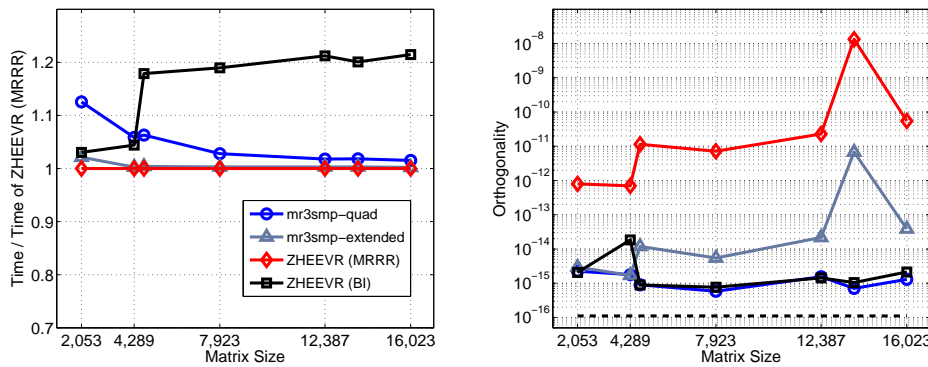 Time / Time of ZHEEVR (MRRR)
1.2
1.1
1
0.9
0.8
0.7
mr3smp−quad
mr3smp−extended
ZHEEVR (MRRR)
ZHEEVR (BI)
2,053 4,289 7,923 12,387 16,023
Matrix Size
Orthogonality
10−8
10−9
10−10
10−11
10−12
10−13
10−14
10−15
10−16
2,053 4,289 7,923 12,387 16,023
Matrix Size